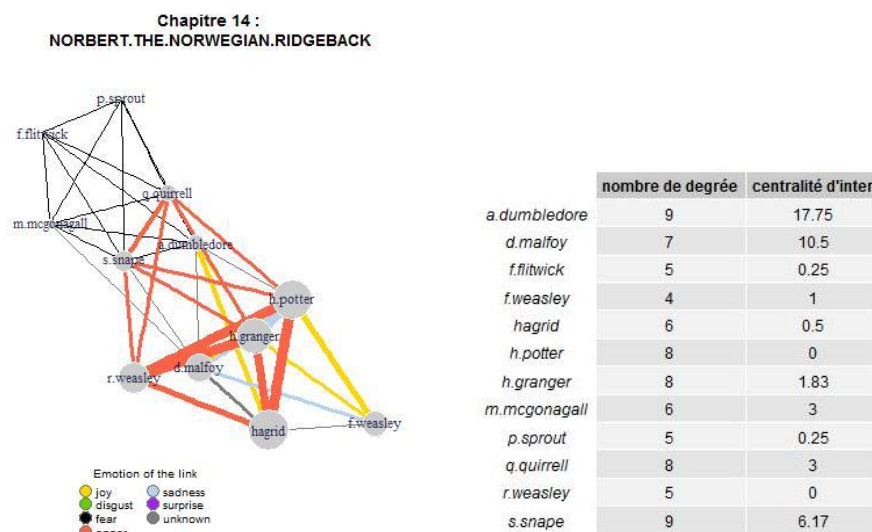 Chapitre 14 :
NORBERT.THE.NORWEGIAN.RIDGEBACK
p.sprout
f.flitwick
q.quirrell
m.mcgonagall
a.dumbledore
s.snape
h.potter
h.granger
d.malfoy
r.weasley
f.weasley
hagrid
Emotion of the link
joy sadness
disgust surprise
fear unknown
nombre de degrée centralité d'inter
a.dumbledore 9 17.75
d.malfoy 7 10.5
f.flitwick 5 0.25
f.weasley 4 1
hagrid 6 0.5
h.potter 8 0
h.granger 8 1.83
m.mcgonagall 6 3
p.sprout 5 0.25
q.quirrell 8 3
r.weasley 5 0
s.snape 9 6.17